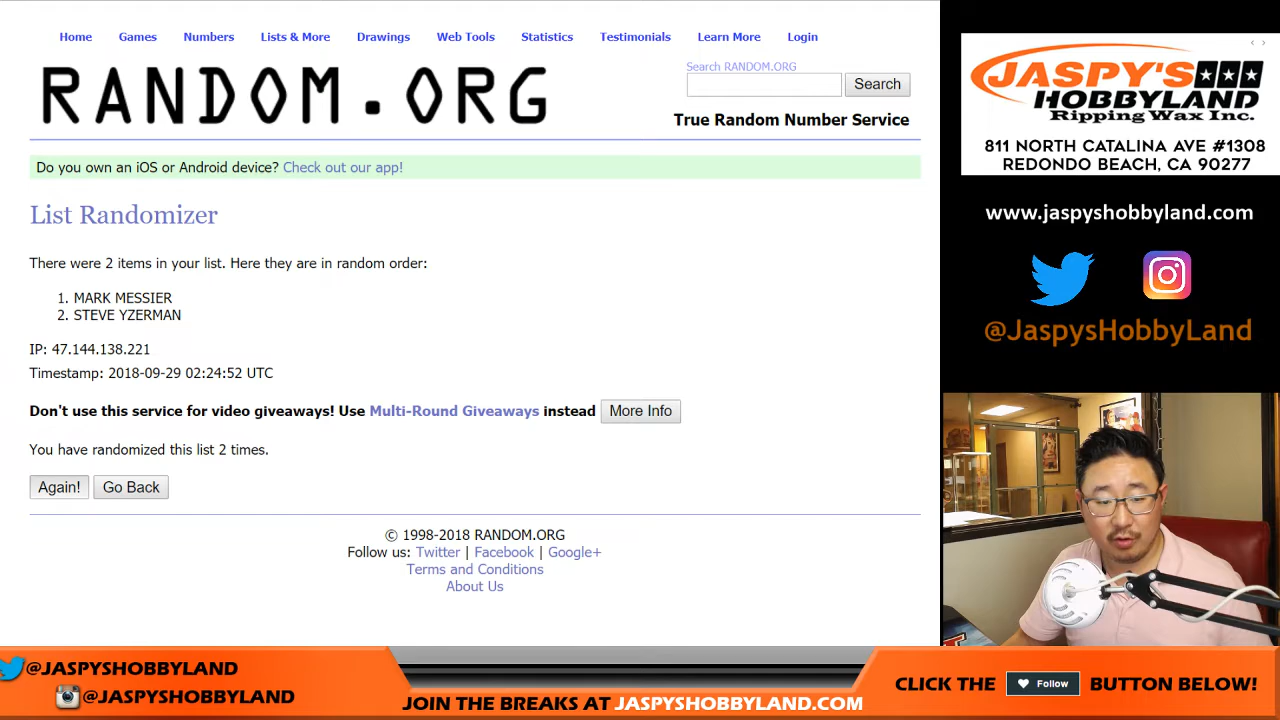 Home Games Numbers Lists & More Drawings Web Tools Statistics Testimonials Learn More Login
RANDOM.ORG
Search RANDOM.ORG
Search
True Random Number Service
Do you own an iOS or Android device? Check out our app!
List Randomizer
There were 2 items in your list. Here they are in random order:
1. MARK MESSIER
2. STEVE YZERMAN
IP: 47.144.138.221
Timestamp: 2018-09-29 02:24:52 UTC
Don't use this service for video giveaways! Use Multi-Round Giveaways instead More Info
You have randomized this list 2 times.
Again! Go Back
© 1998-2018 RANDOM.ORG
Follow us: Twitter | Facebook | Google+
Terms and Conditions
About Us
JASPY'S
HOBBYLAND
Ripping Wax Inc.
811 NORTH CATALINA AVE #1308
REDONDO BEACH, CA 90277
www.jaspyshobbyland.com
@JaspysHobbyLand
@JASPYSHOBBYLAND
@JASPYSHOBBYLAND
JOIN THE BREAKS AT JASPYSHOBBYLAND.COM
CLICK THE Follow BUTTON BELOW!